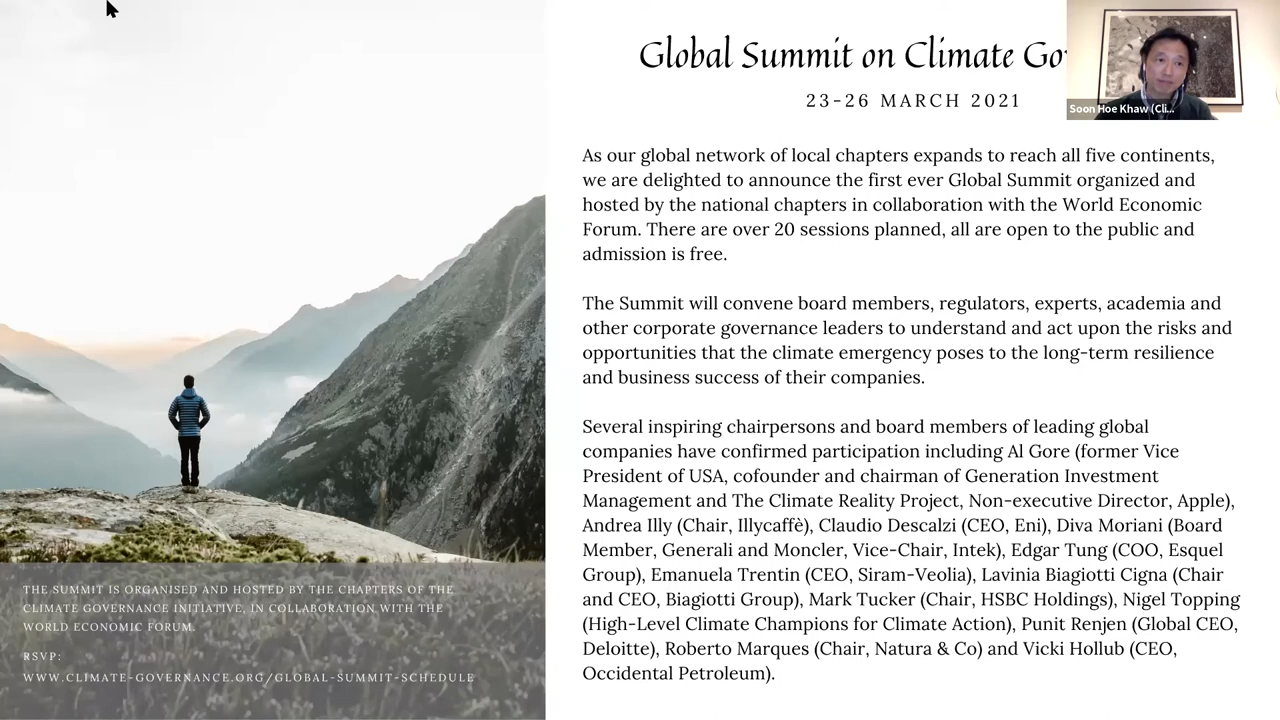 Global Summit on Climate Go
23-26 MARCH 2021
Soon Hoe Khaw (Cli...
As our global network of local chapters expands to reach all five continents,
we are delighted to announce the first ever Global Summit organized and
hosted by the national chapters in collaboration with the World Economic
Forum. There are over 20 sessions planned, all are open to the public and
admission is free.
The Summit will convene board members, regulators, experts, academia and
other corporate governance leaders to understand and act upon the risks and
opportunities that the climate emergency poses to the long-term resilience
and business success of their companies.
Several inspiring chairpersons and board members of leading global
companies have confirmed participation including Al Gore (former Vice
President of USA, cofounder and chairman of Generation Investment
Management and The Climate Reality Project, Non-executive Director, Apple),
Andrea Illy (Chair, Illycaffè), Claudio Descalzi (CEO, Eni), Diva Moriani (Board
Member, Generali and Moncler, Vice-Chair, Intek), Edgar Tung (COO, Esquel
Group), Emanuela Trentin (CEO, Siram-Veolia), Lavinia Biagiotti Cigna (Chair
and CEO, Biagiotti Group), Mark Tucker (Chair, HSBC Holdings), Nigel Topping
(High-Level Climate Champions for Climate Action), Punit Renjen (Global CEO,
Deloitte), Roberto Marques (Chair, Natura & Co) and Vicki Hollub (CEO,
Occidental Petroleum).
THE SUMMIT IS ORGANISED AND HOSTED BY THE CHAPTERS OF THE
CLIMATE GOVERNANCE INITIATIVE, IN COLLABORATION WITH THE
WORLD ECONOMIC FORUM.
RSVP:
WWW.CLIMATE-GOVERNANCE.ORG/GLOBAL-SUMMIT-SCHEDULE